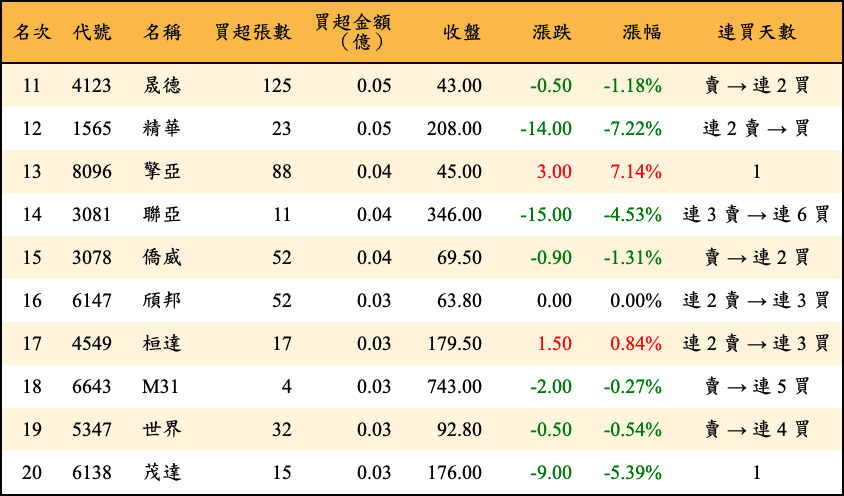 名次 代號 名稱 買超張數 買超金額（億） 收盤 漲跌 漲幅 連買天數
11 4123 晟德 125 0.05 43.00 -0.50 -1.18% 賣→連2買
12 1565 精華 23 0.05 208.00 -14.00 -7.22% 連2賣→買
13 8096 擎亞 88 0.04 45.00 3.00 7.14% 1
14 3081 聯亞 11 0.04 346.00 -15.00 -4.53% 連3賣→連6買
15 3078 僑威 52 0.04 69.50 -0.90 -1.31% 賣→連2買
16 6147 頎邦 52 0.03 63.80 0.00 0.00% 連2賣→連3買
17 4549 桓達 17 0.03 179.50 1.50 0.84% 連2賣→連3買
18 6643 M31 4 0.03 743.00 -2.00 -0.27% 賣→連5買
19 5347 世界 32 0.03 92.80 -0.50 -0.54% 賣→連4買
20 6138 茂達 15 0.03 176.00 -9.00 -5.39% 1